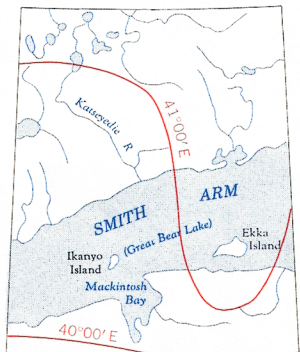 Katseyedie R
41°00'E
SMITH ARM
(Great Bear Lake)
Ekka
Island
Ikanyo
Island
Mackintosh
Bay
40°00'E